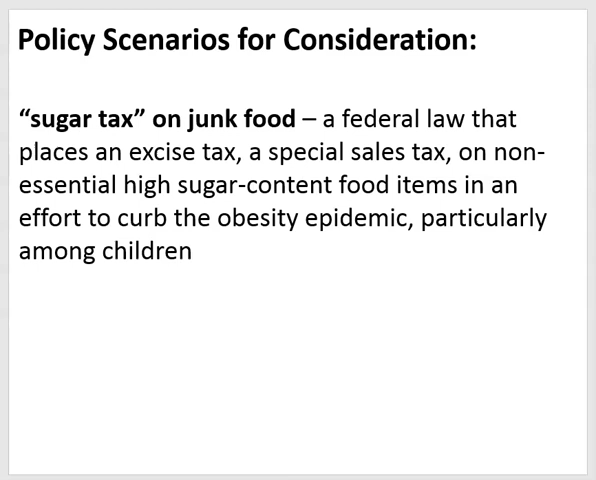 Policy Scenarios for Consideration:
“sugar tax” on junk food – a federal law that
places an excise tax, a special sales tax, on non-
essential high sugar-content food items in an
effort to curb the obesity epidemic, particularly
among children